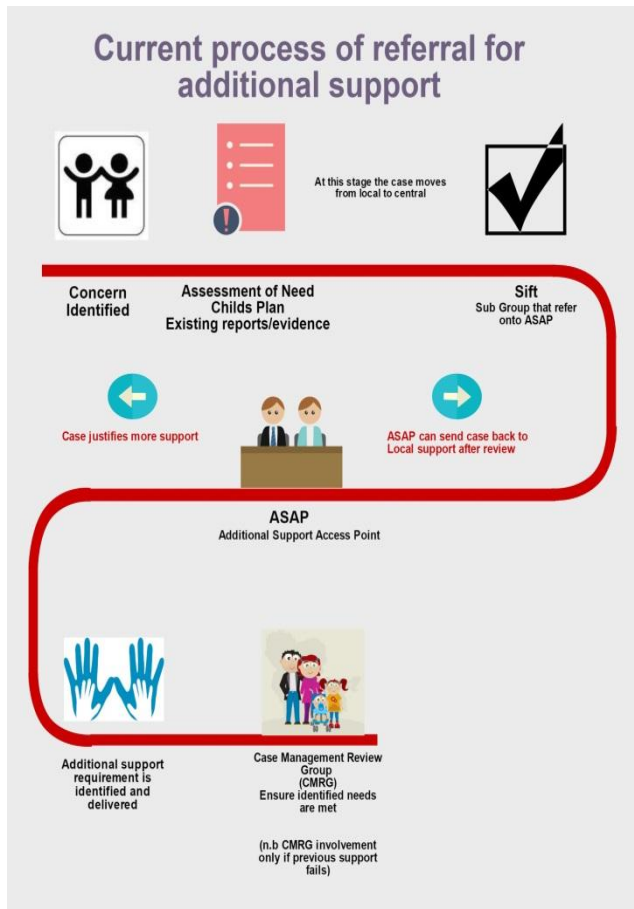 Current process of referral for
additional support
At this stage the case moves
from local to central
Concern
Identified
Assessment of Need
Childs Plan
Existing reports/evidence
Sift
Sub Group that refer
onto ASAP
Case justifies more support
ASAP can send case back to
Local support after review
ASAP
Additional Support Access Point
Additional support
requirement is
identified and
delivered
Case Management Review
Group
(CMRG)
Ensure identified needs
are met
(n.b CMRG involvement
only if previous support
fails)